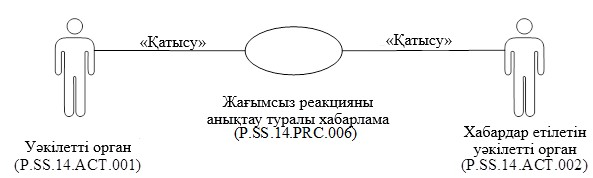 «Қатысу»
«Қатысу»
Жағымсыз реакцияны
анықтау туралы хабарлама
(P.SS.14.PRC.006)
Уәкілетті орган
(P.SS.14.ACT.001)
Хабардар етілетін
уәкілетті орган
(P.SS.14.ACT.002)